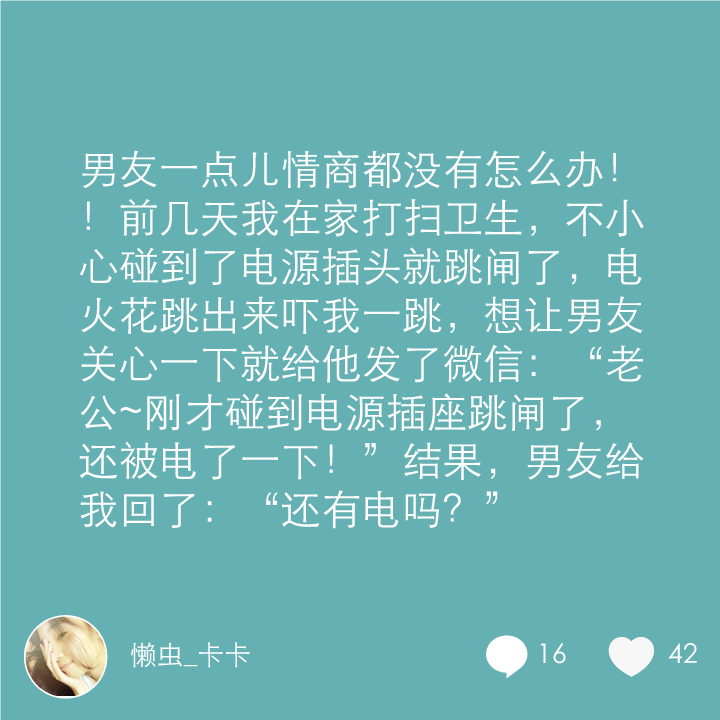 男友一点儿情商都没有怎么办！
！前几天我在家打扫卫生，不小
心碰到了电源插头就跳闸了，电
火花跳出来吓我一跳，想让男友
关心一下就给他发了微信：“老
公~刚才碰到电源插座跳闸了，
还被电了一下！”结果，男友给
我回了：“还有电吗？”
懒虫_卡卡
16
42